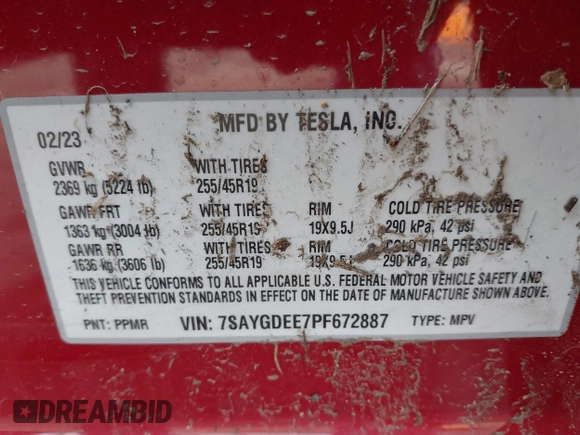 02/23 MFD BY TESLA, INC.
GVWR WITH TIRES
2369 kg (5224 lb) 255/45R19
GAWR FRT WITH TIRES RIM COLD TIRE PRESSURE
1363 kg (3004 lb) 255/45R19 19X9.5J 290 kPa, 42 psi
GAWR RR WITH TIRES RIM COLD TIRE PRESSURE
1636 kg (3606 lb) 255/45R19 19X9.5J 290 kPa, 42 psi
THIS VEHICLE CONFORMS TO ALL APPLICABLE U.S. FEDERAL MOTOR VEHICLE SAFETY AND
THEFT PREVENTION STANDARDS IN EFFECT ON THE DATE OF MANUFACTURE SHOWN ABOVE.
PNT: PPMR VIN: 7SAYGDEE7PF672887 TYPE: MPV
DREAMBID